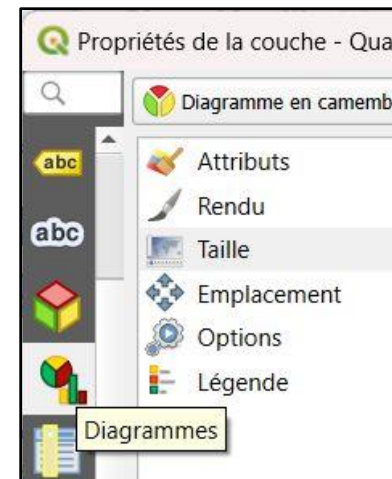 Propriétés de la couche - Qua
Diagramme en camemb
abc
Attributs
Rendu
abc
Taille
Emplacement
Options
Légende
Diagrammes